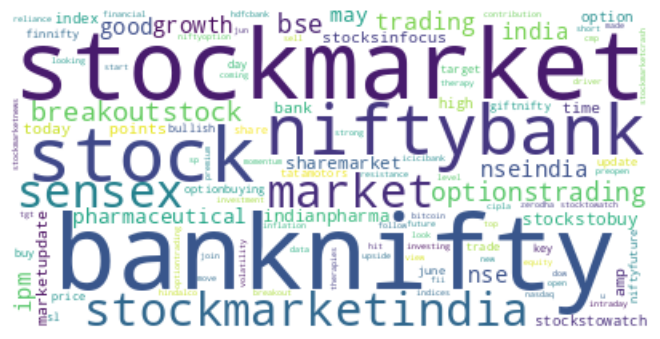 reliance index financial hdfcbank contribution
finnifty good growth bse may trading india option short made
looking jun niftyoption stocksinfocus sell cmp
start day coming target driver therapy
stockmarket
stockmarketcrash
breakoutstock bank high giftnifty time
niftybank
today points bullish share strong icicibank update
stock
stockmarketnews
sp premium momentum sharemarket resistance level nseindia preopen
tatamotors
sensex optionbuying market optionstrading
investment zerodha stocktowatch
tgt pharmaceutical indianpharma bitcoin cipla top stockstobuy
inflation follow future
banknifty
buy join optiontrading volatility data look hit investing trade key
marketupdate upside view new equity dow
ipm move therapies june fii nse open amp niftyfuture
price hindalco breakout indices nasdaq u intraday
sl stockmarketindia stockstowatch